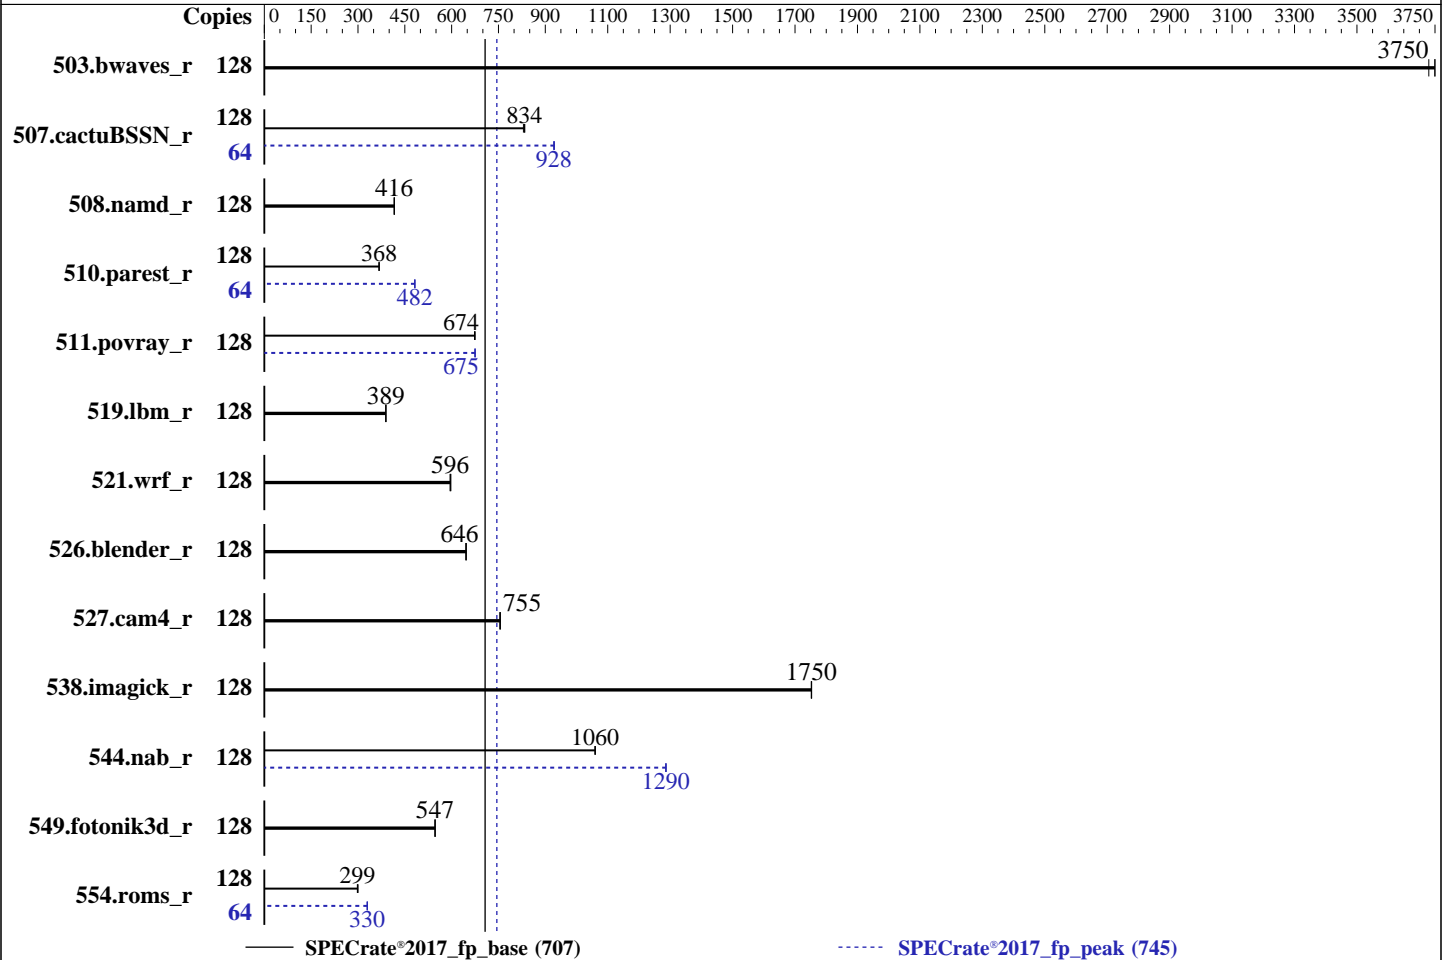 Copies 0 150 300 450 600 750 900 1100 1300 1500 1700 1900 2100 2300 2500 2700 2900 3100 3300 3500 3750
503.bwaves_r 128 3750
507.cactuBSSN_r 128 834
64 928
508.namd_r 128 416
510.parest_r 128 368
64 482
511.povray_r 128 674
675
519.lbm_r 128 389
521.wrf_r 128 596
526.blender_r 128 646
527.cam4_r 128 755
538.imagick_r 128 1750
544.nab_r 128 1060
1290
549.fotonik3d_r 128 547
554.roms_r 128 299
64 330
SPECrate®2017_fp_base (707) SPECrate®2017_fp_peak (745)